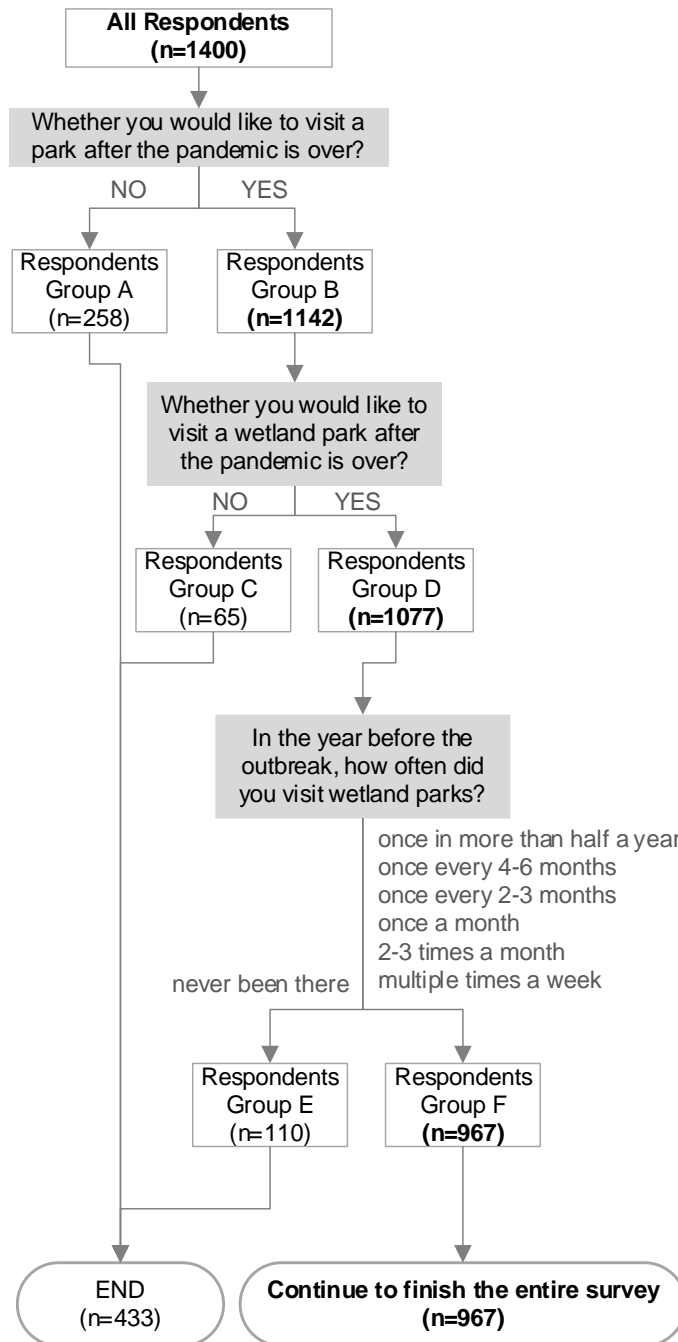 All Respondents
(n=1400)
Whether you would like to visit a
park after the pandemic is over?
NO
YES
Respondents
Group A
(n=258)
Respondents
Group B
(n=1142)
Whether you would like to
visit a wetland park after
the pandemic is over?
NO
YES
Respondents
Group C
(n=65)
Respondents
Group D
(n=1077)
In the year before the
outbreak, how often did
you visit wetland parks?
once in more than half a year
once every 4-6 months
once every 2-3 months
once a month
2-3 times a month
multiple times a week
never been there
Respondents
Group E
(n=110)
Respondents
Group F
(n=967)
END
(n=433)
Continue to finish the entire survey
(n=967)